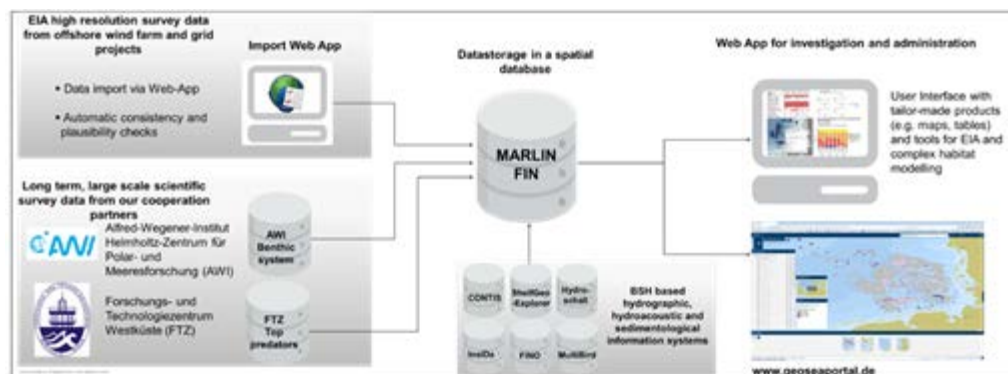 EIA high resolution survey data
from offshore wind farm and grid
projects
▪ Data import via Web-App
▪ Automatic consistency and
plausibility checks
Import Web App
Long term, large scale scientific
survey data from our cooperation
partners
AWI
Alfred-Wegener-Institut
Helmholtz-Zentrum für
Polar- und
Meeresforschung (AWI)
AWI
Benthic
system
Forschungs- und
Technologiezentrum
Westküste (FTZ)
FTZ
Top
predators
Datastorage in a spatial
database
MARLIN
FIN
CONTIS
ShelfGeo
-Explorer
Hydro-
schall
InsiDa
FINO
MultiBird
BSH based
hydrographic,
hydroacoustic and
sedimentological
information systems
Web App for investigation and administration
User Interface with
tailor-made products
(e.g. maps, tables)
and tools for EIA and
complex habitat
modelling
www.geoseaportal.de